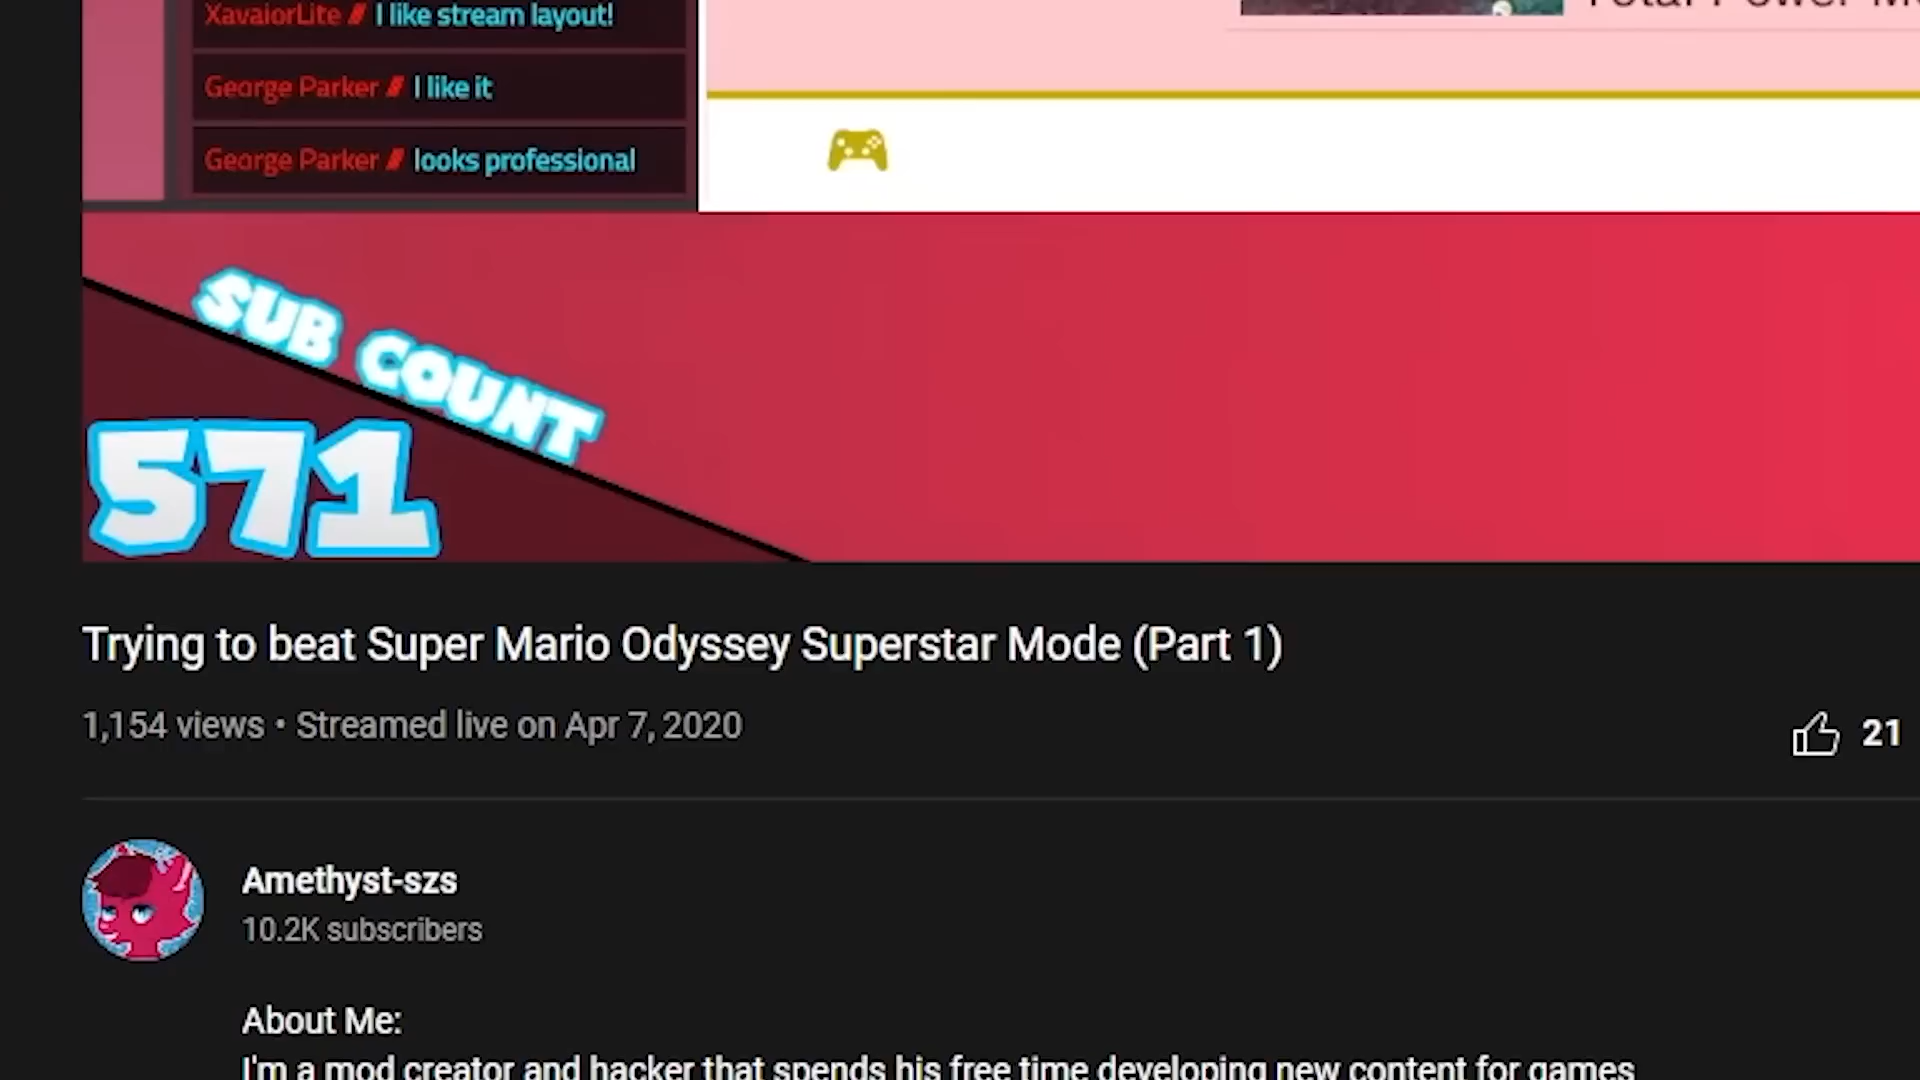 XavaiorLite // I like stream layout!
George Parker // I like it
George Parker // looks professional
SUB COUNT
571
Trying to beat Super Mario Odyssey Superstar Mode (Part 1)
1,154 views • Streamed live on Apr 7, 2020
21
Amethyst-szs
10.2K subscribers
About Me:
I'm a mod creator and hacker that spends his free time developing new content for games